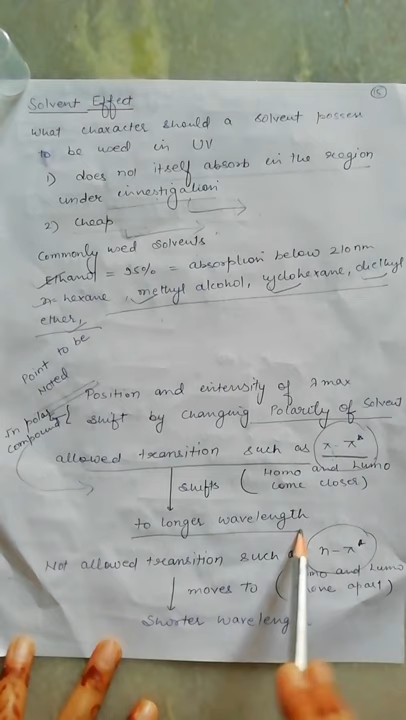 15
Solvent Effect
What character should a solvent possess
to be used in UV
1) does not itself absorb in the region
under investigation
2) cheap
Commonly used solvents
Ethanol = 95% = absorption below 210nm
n-hexane, methyl alcohol, cyclohexane, diethyl
ether,
Point to be
Noted
Position and intensity of λmax
shift by changing Polarity of Solvent
In polar
compound
allowed transition such as π-π*
(Homo and Lumo
come closer)
shifts
to longer wavelength
Not allowed transition such n-π*
and Lumo
apart)
moves to
Shorter